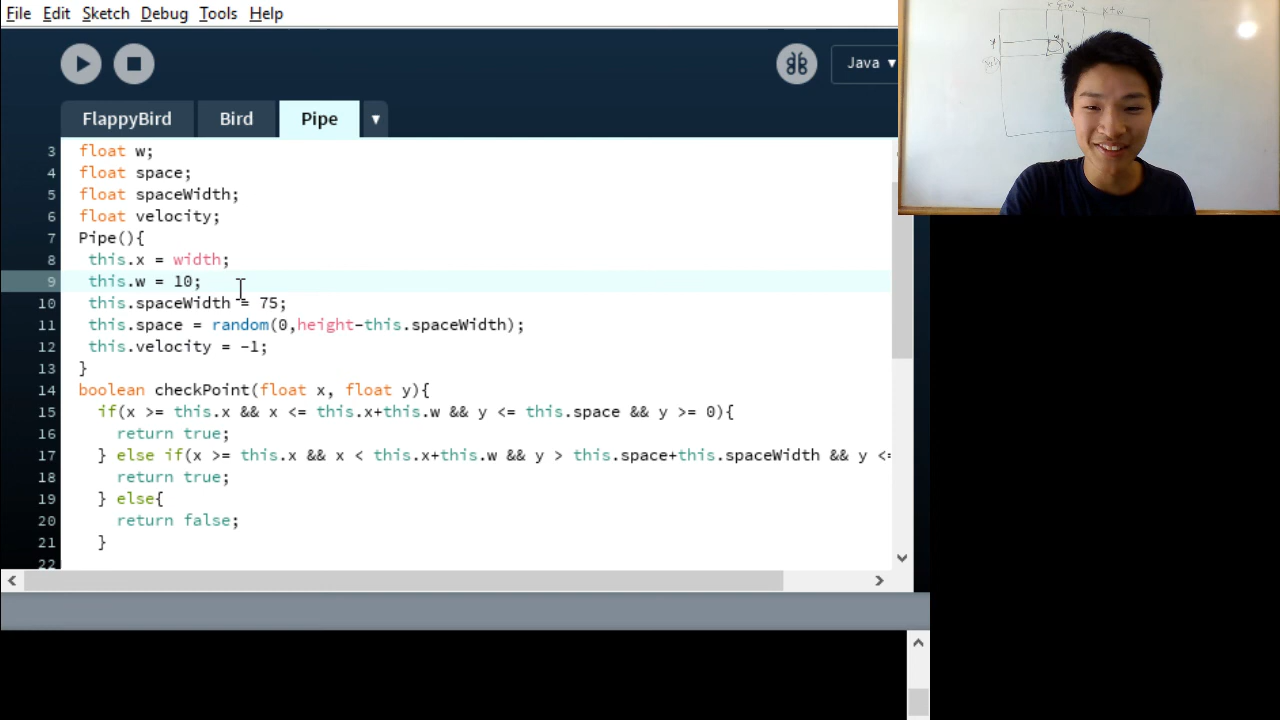 File Edit Sketch Debug Tools Help
Java ▾
FlappyBird Bird Pipe ▾
3 float w;
4 float space;
5 float spaceWidth;
6 float velocity;
7 Pipe(){
8 this.x = width;
9 this.w = 10;
10 this.spaceWidth = 75;
11 this.space = random(0,height-this.spaceWidth);
12 this.velocity = -1;
13 }
14 boolean checkPoint(float x, float y){
15 if(x >= this.x && x <= this.x+this.w && y <= this.space && y >= 0){
16 return true;
17 } else if(x >= this.x && x < this.x+this.w && y > this.space+this.spaceWidth && y <=
18 return true;
19 } else{
20 return false;
21 }
22
x x+w